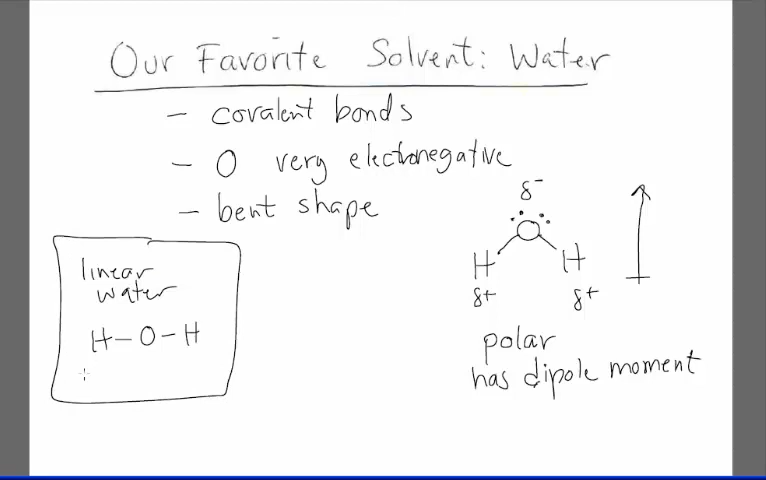 Our Favorite Solvent: Water
- covalent bonds
- O very electronegative
- bent shape
δ-
O
H H
δ+ δ+
polar
has dipole moment
linear
water
H-O-H